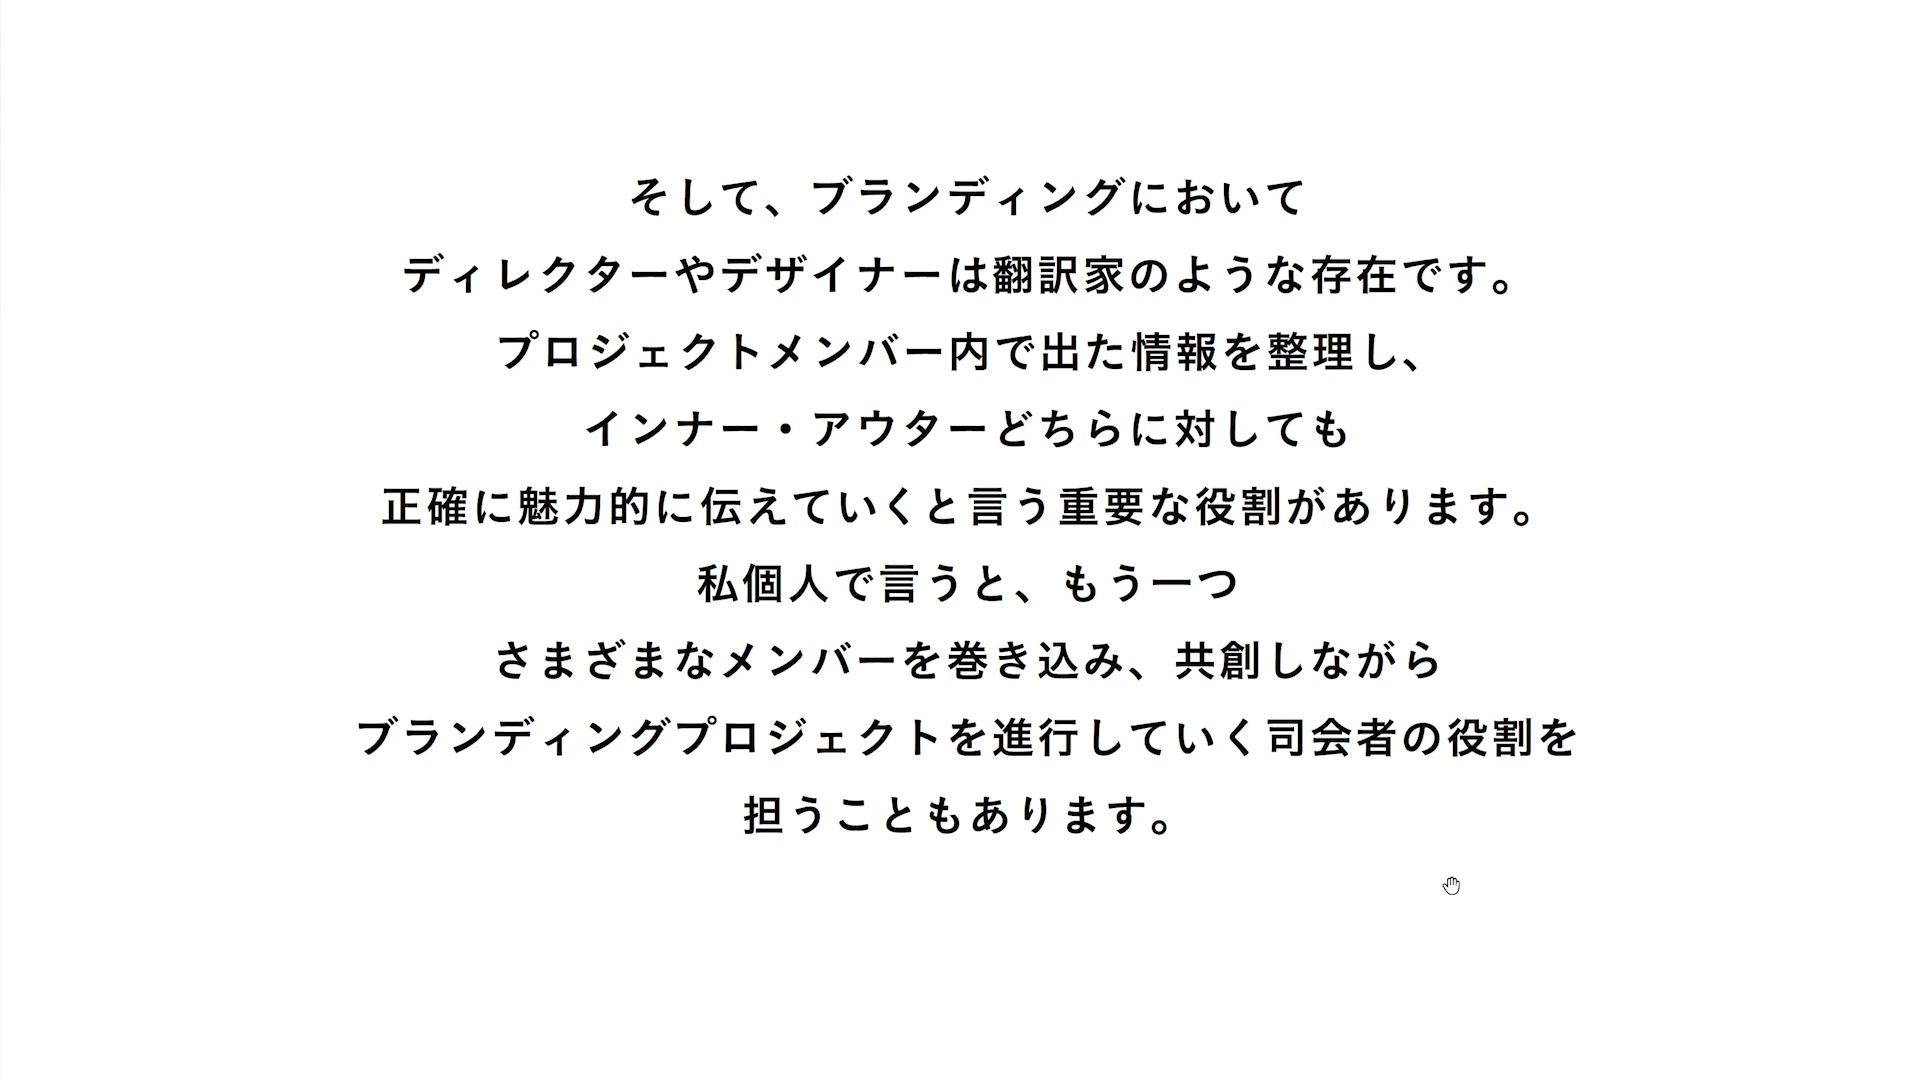 そして、ブランディングにおいて
ディレクターやデザイナーは翻訳家のような存在です。
プロジェクトメンバー内で出た情報を整理し、
インナー・アウターどちらに対しても
正確に魅力的に伝えていくと言う重要な役割があります。
私個人で言うと、もう一つ
さまざまなメンバーを巻き込み、共創しながら
ブランディングプロジェクトを進行していく司会者の役割を
担うこともあります。